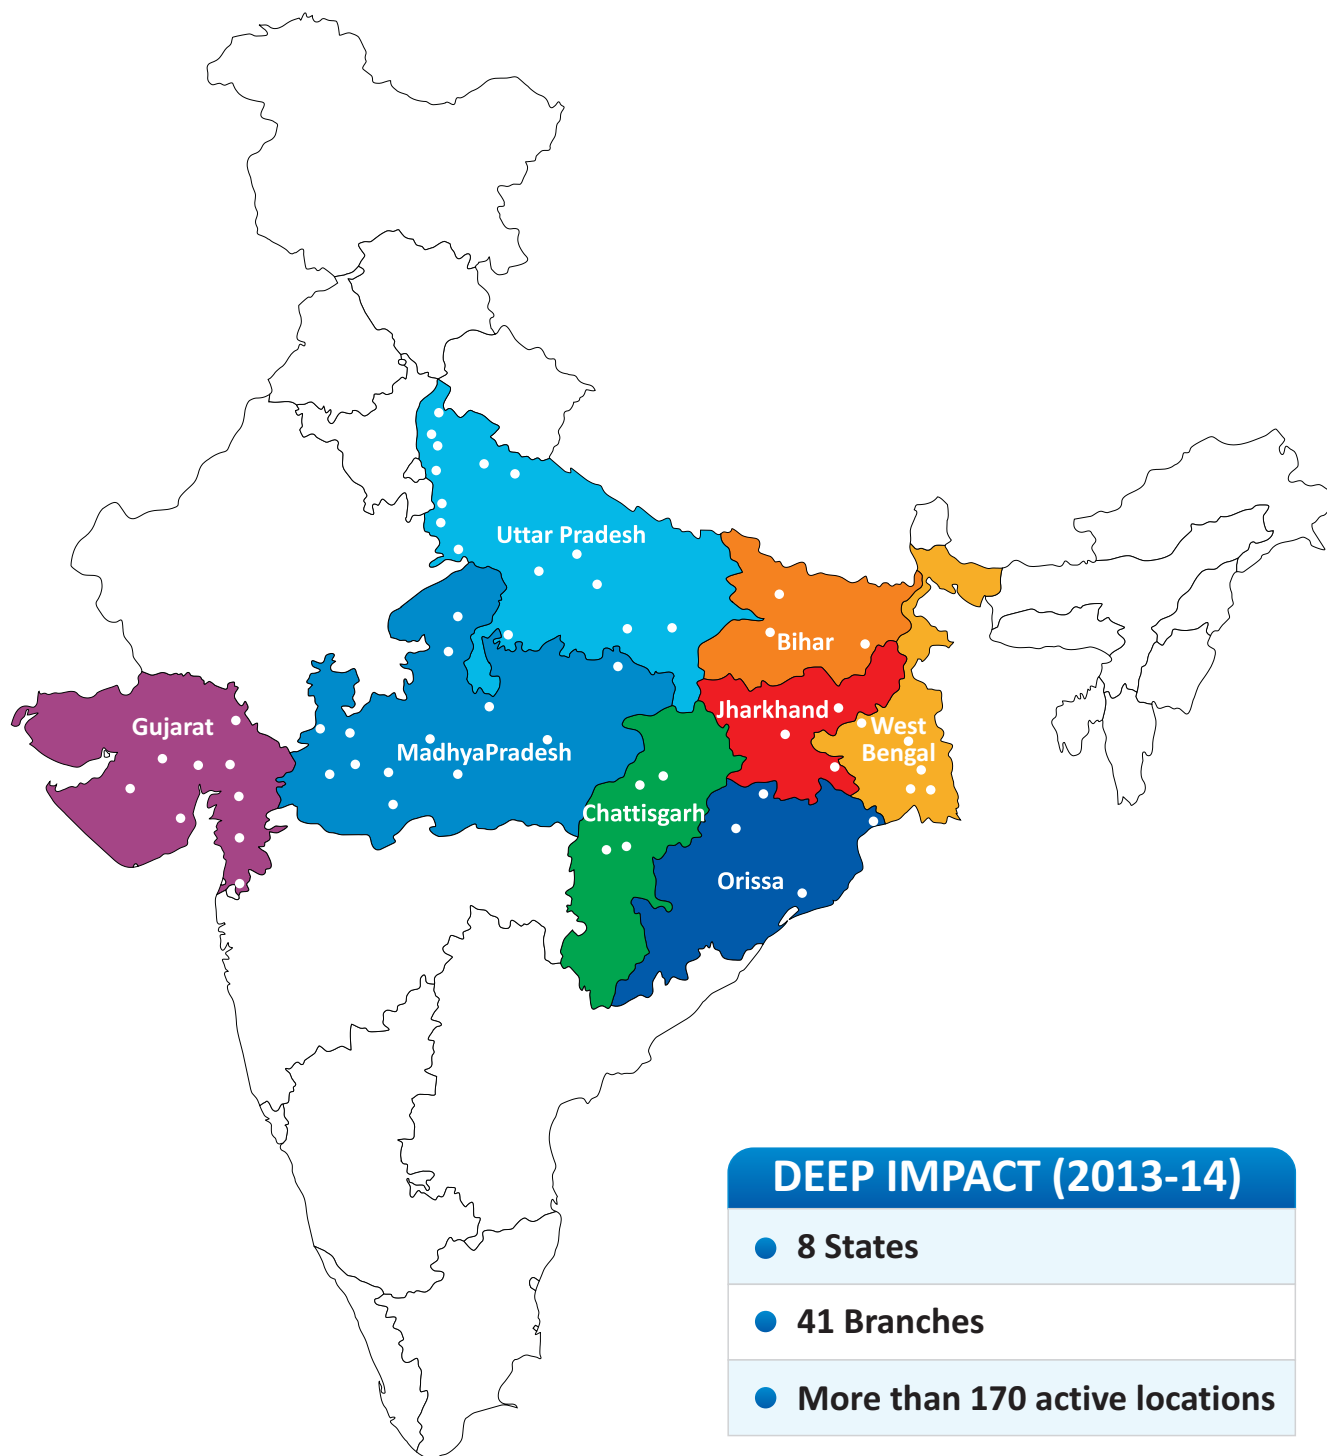 Uttar Pradesh
Bihar
Jharkhand
Gujarat
West
Bengal
MadhyaPradesh
Chattisgarh
Orissa
DEEP IMPACT (2013-14)
8 States
41 Branches
More than 170 active locations